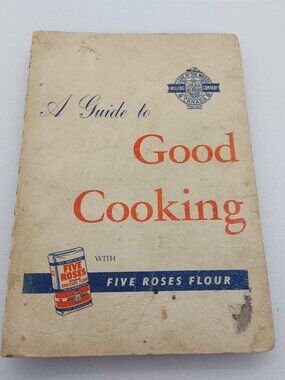 MILLING COMPANY
CANADA
A Guide to
Good
Cooking
WITH
FIVE
ROSES
FIVE ROSES FLOUR